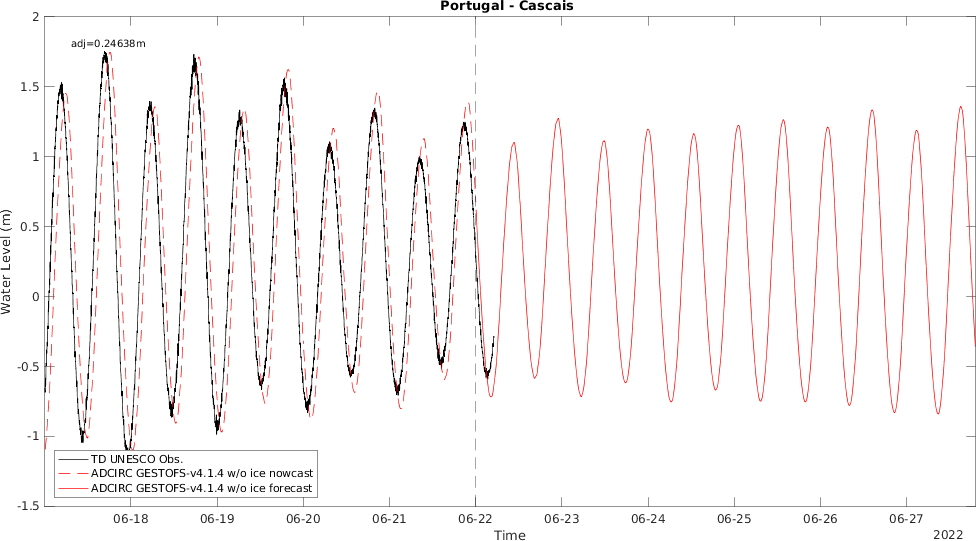 Portugal - Cascais
adj=0.24638m
2
1.5
1
0.5
0
-0.5
-1
-1.5
Water Level (m)
TD UNESCO Obs.
ADCIRC GESTOFS-v4.1.4 w/o ice nowcast
ADCIRC GESTOFS-v4.1.4 w/o ice forecast
06-18 06-19 06-20 06-21 06-22 06-23 06-24 06-25 06-26 06-27
Time
2022